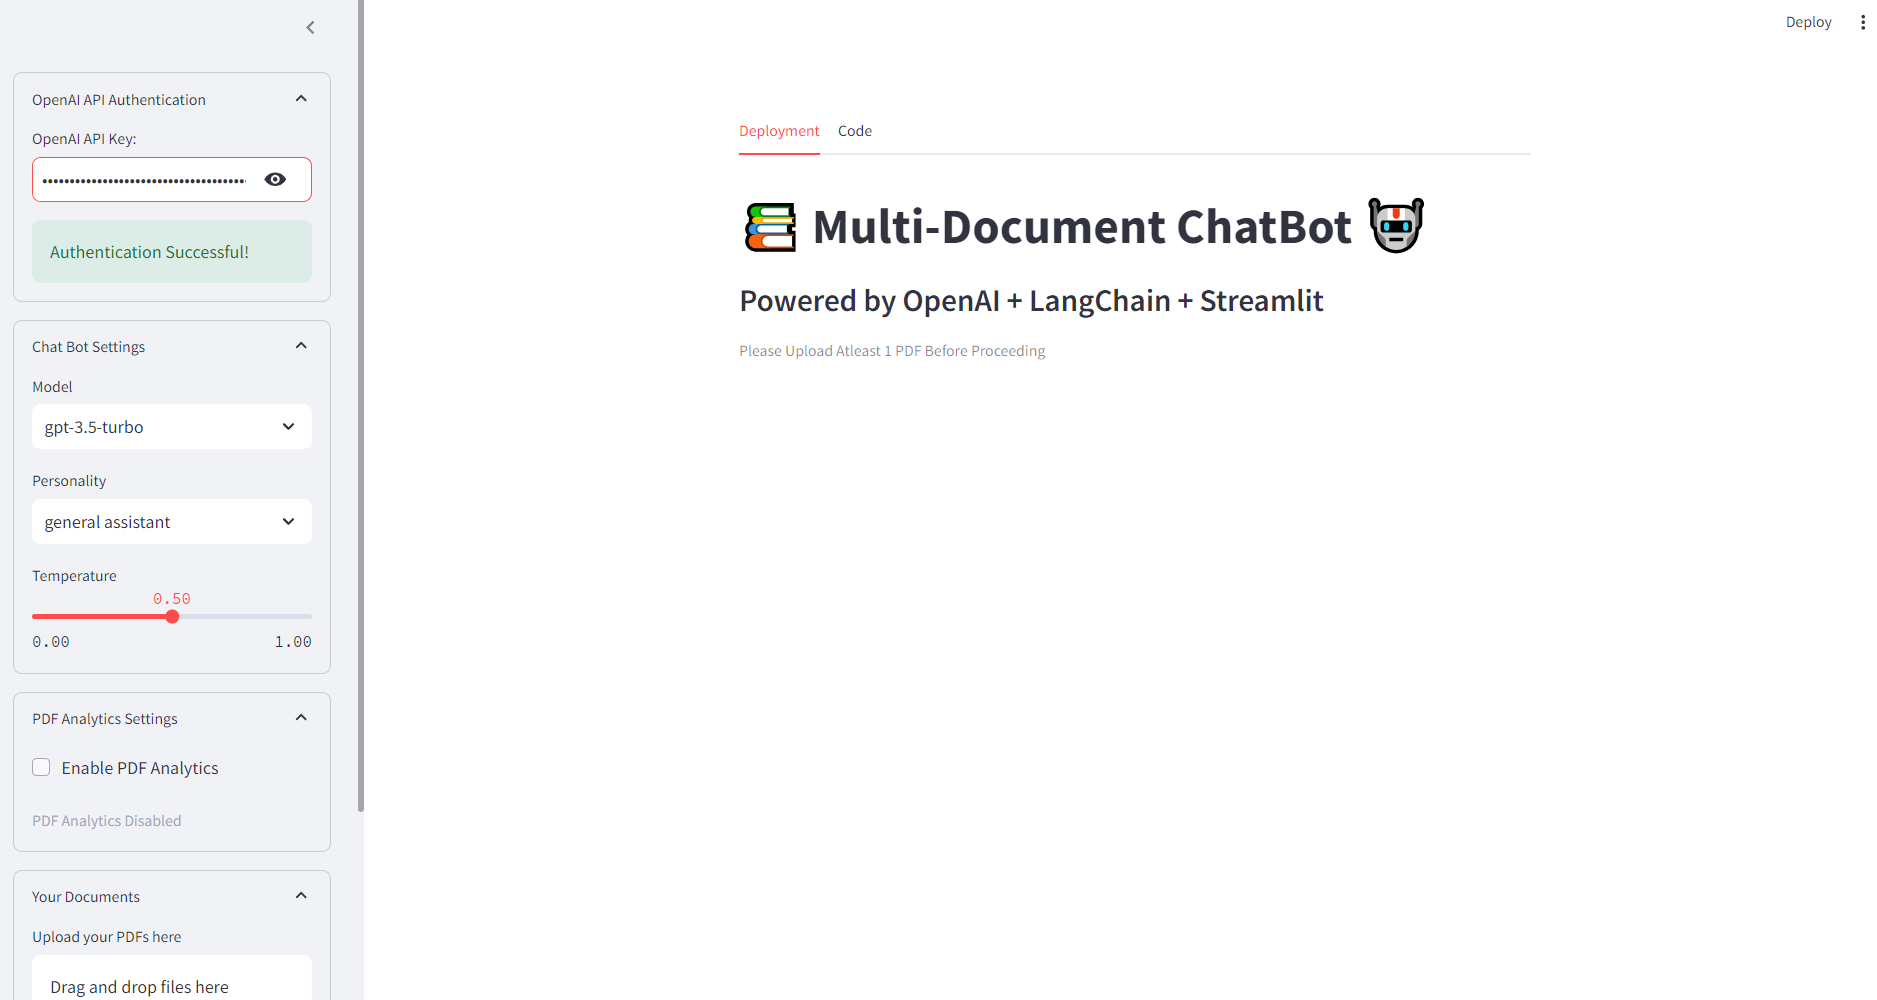 Deploy
OpenAI API Authentication
OpenAI API Key:
Authentication Successful!
Chat Bot Settings
Model
gpt-3.5-turbo
Personality
general assistant
Temperature
0.50
0.00 1.00
PDF Analytics Settings
Enable PDF Analytics
PDF Analytics Disabled
Your Documents
Upload your PDFs here
Drag and drop files here
Deployment Code
Multi-Document ChatBot
Powered by OpenAI + LangChain + Streamlit
Please Upload Atleast 1 PDF Before Proceeding